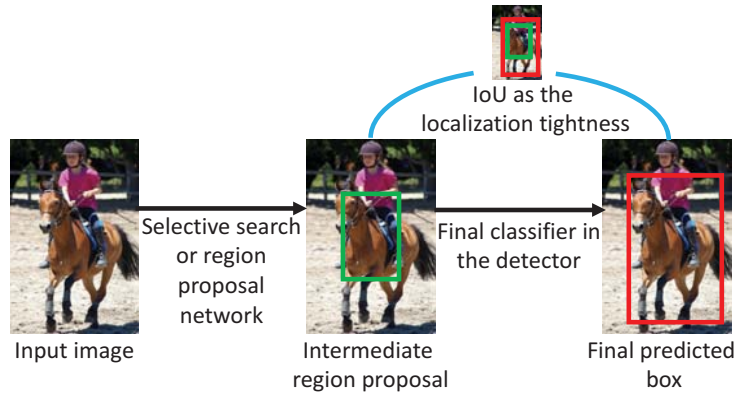 IoU as the
localization tightness
Selective search
or region
proposal
network
Final classifier in
the detector
Input image
Intermediate
region proposal
Final predicted
box